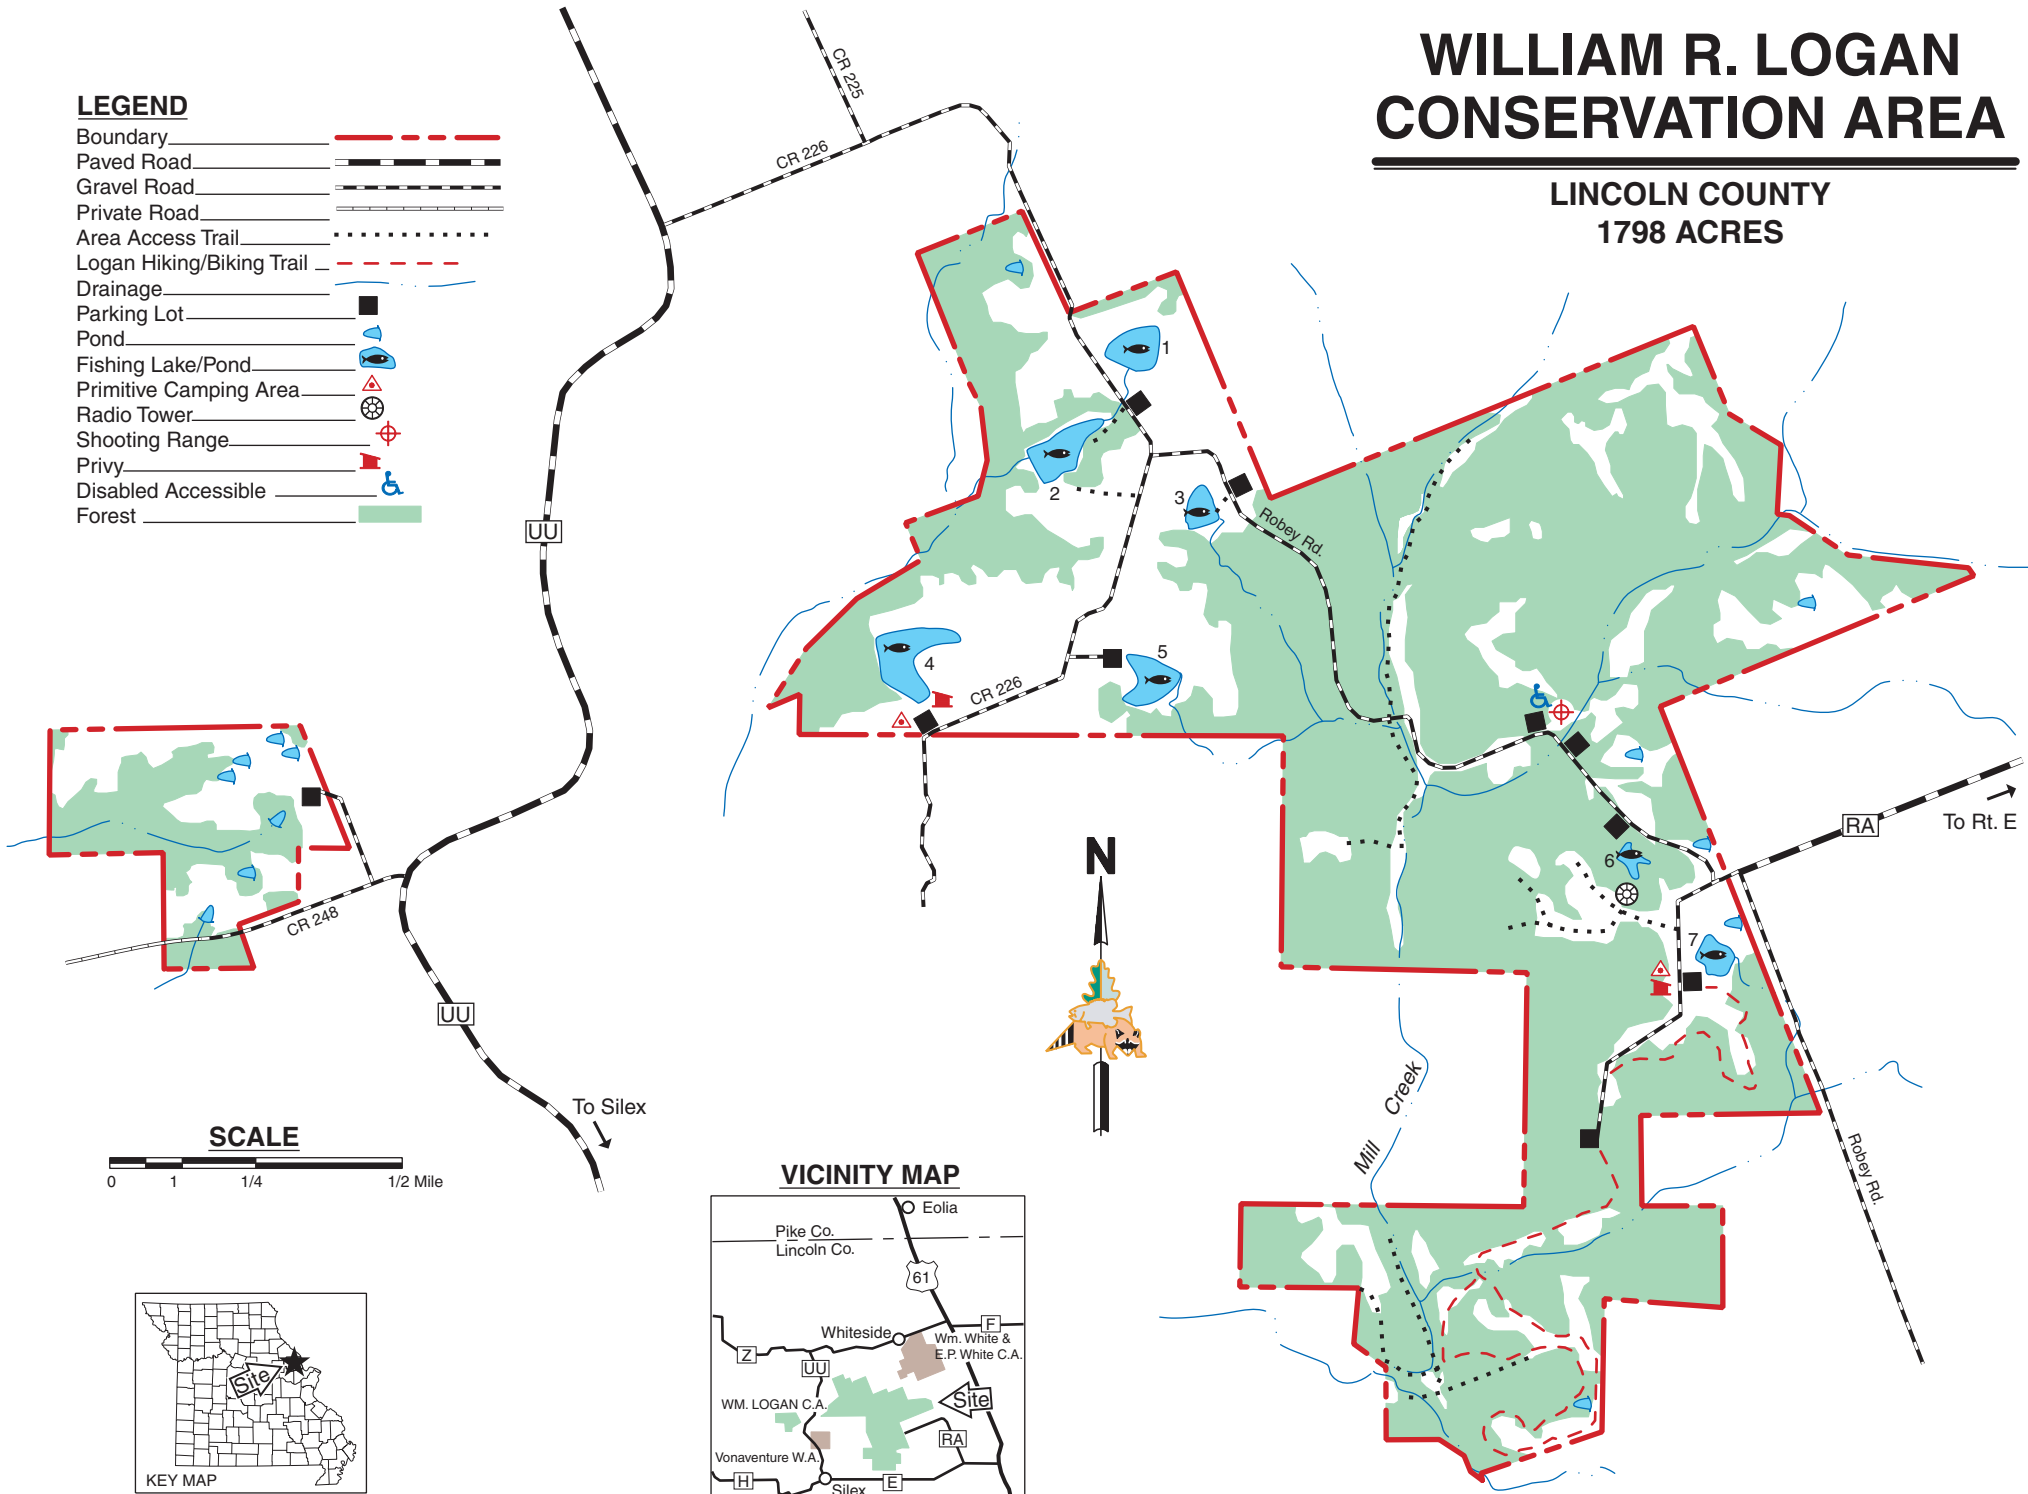 WILLIAM R. LOGAN
CONSERVATION AREA
LINCOLN COUNTY
1798 ACRES
LEGEND
Boundary
Paved Road
Gravel Road
Private Road
Area Access Trail
Logan Hiking/Biking Trail
Drainage
Parking Lot
Pond
Fishing Lake/Pond
Primitive Camping Area
Radio Tower
Shooting Range
Privy
Disabled Accessible
Forest
CR 225
CR 226
UU
1
2
3
Robey Rd.
4
5
CR 226
CR 248
UU
To Silex
RA
To Rt. E
6
7
N
Mill Creek
Robey Rd.
SCALE
0 1 1/4 1/2 Mile
VICINITY MAP
Eolia
Pike Co.
Lincoln Co.
61
Whiteside
F
Wm. White &
E.P. White C.A.
Z
UU
WM. LOGAN C.A.
Site
RA
Vonaventure W.A.
H
E
Silex
Site
KEY MAP